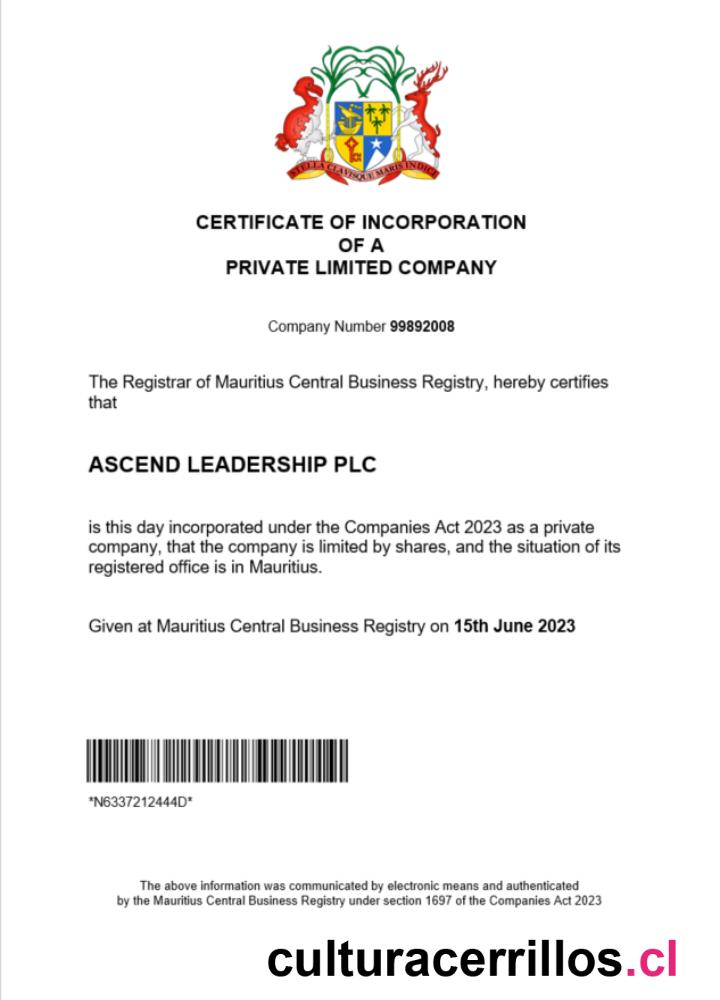 STELLA CLAVISQUE MARIS INDICI
CERTIFICATE OF INCORPORATION
OF A
PRIVATE LIMITED COMPANY
Company Number 99892008
The Registrar of Mauritius Central Business Registry, hereby certifies
that
ASCEND LEADERSHIP PLC
is this day incorporated under the Companies Act 2023 as a private
company, that the company is limited by shares, and the situation of its
registered office is in Mauritius.
Given at Mauritius Central Business Registry on 15th June 2023
*N6337212444D*
The above information was communicated by electronic means and authenticated
by the Mauritius Central Business Registry under section 1697 of the Companies Act 2023
culturacerrillos.cl